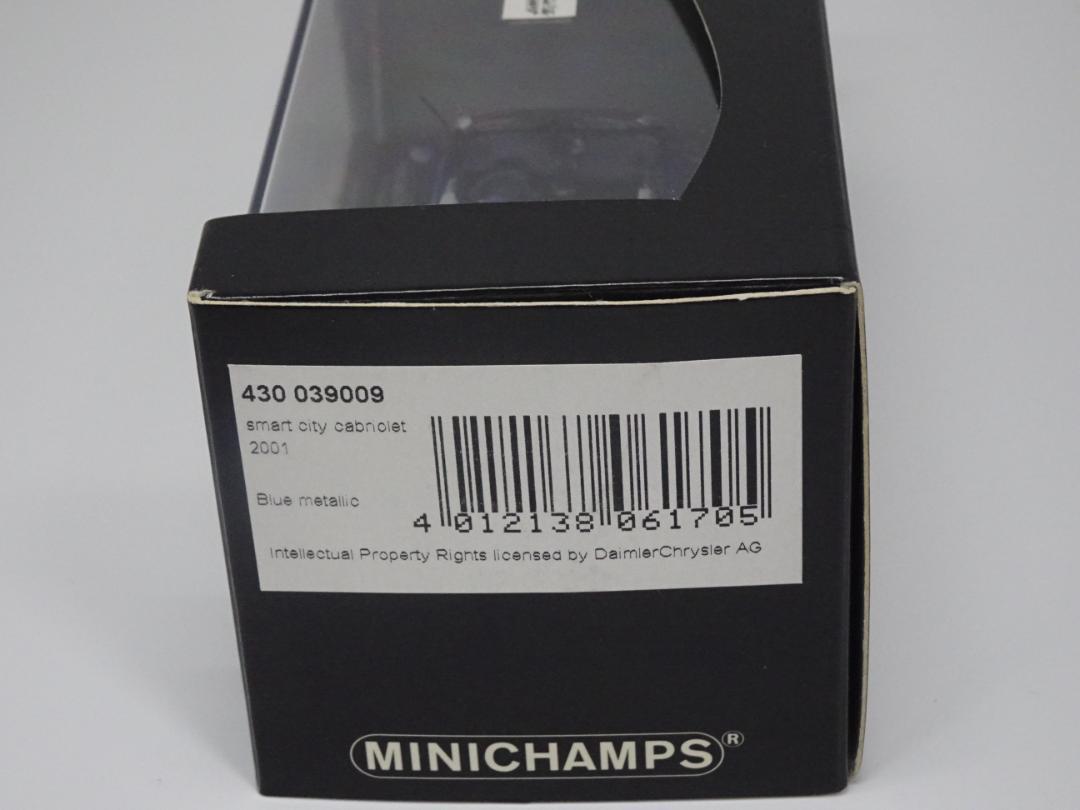 430 039009
smart city cabriolet
2001
Blue metallic
4 012138 061705
Intellectual Property Rights licensed by DaimlerChrysler AG
MINICHAMPS®